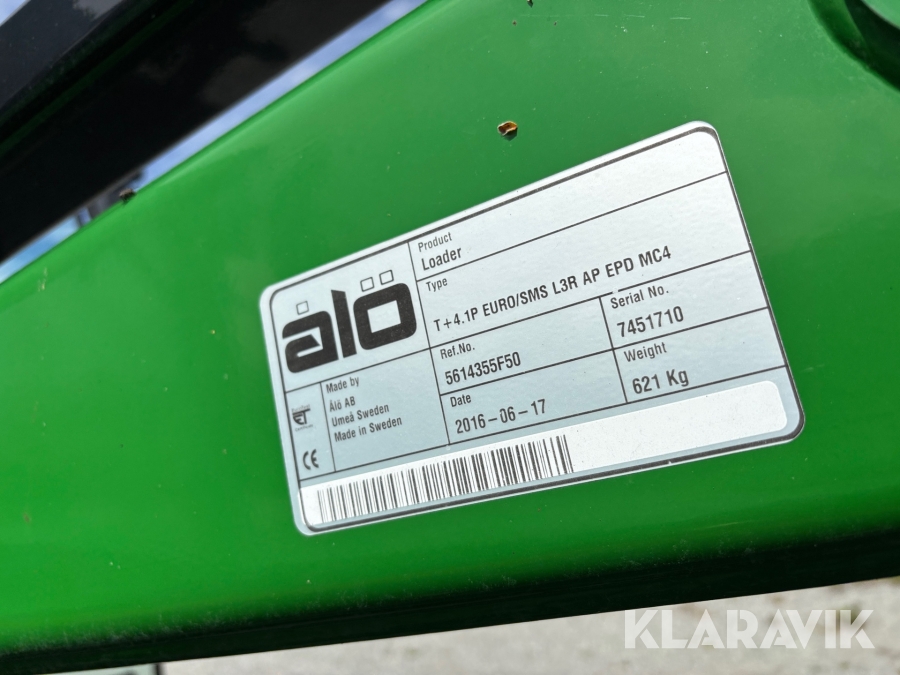 ålö
Product
Loader
Type
T+4.1P EURO/SMS L3R AP EPD MC4
Ref.No.
5614355F50
Serial No.
7451710
Date
2016-06-17
Weight
621 Kg
Made by
Ålö AB
Umeå Sweden
Made in Sweden
CE
KLARAVIK